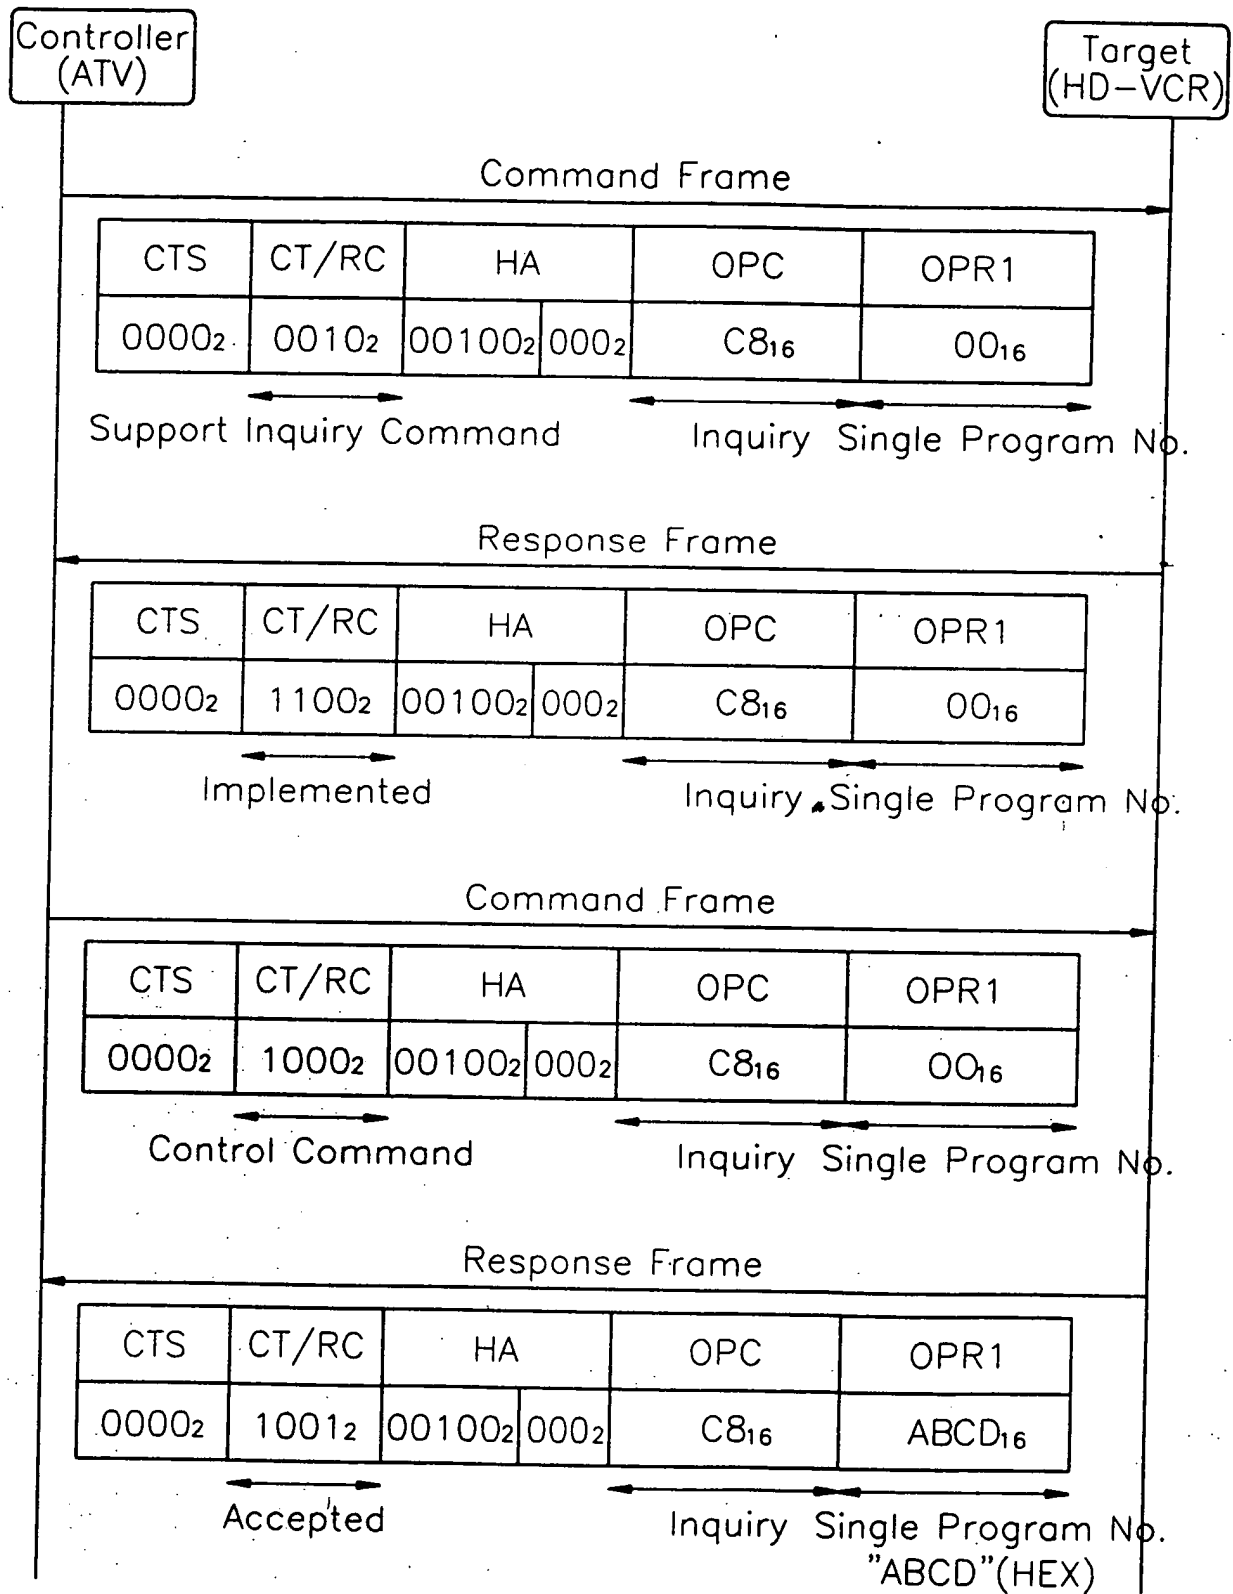 Controller
(ATV)
Target
(HD-VCR)
Command Frame
CTS CT/RC HA OPC OPR1
0000₂ 0010₂ 00100₂ 000₂ C8₁₆ 00₁₆
Support Inquiry Command Inquiry Single Program No.
Response Frame
CTS CT/RC HA OPC OPR1
0000₂ 1100₂ 00100₂ 000₂ C8₁₆ 00₁₆
Implemented Inquiry Single Program No.
Command Frame
CTS CT/RC HA OPC OPR1
0000₂ 1000₂ 00100₂ 000₂ C8₁₆ 00₁₆
Control Command Inquiry Single Program No.
Response Frame
CTS CT/RC HA OPC OPR1
0000₂ 1001₂ 00100₂ 000₂ C8₁₆ ABCD₁₆
Accepted Inquiry Single Program No.
"ABCD"(HEX)